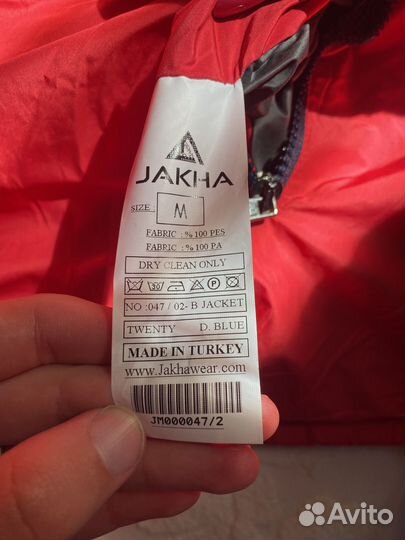 JAKHA
SIZE : M
FABRIC : %100 PES
FABRIC : %100 PA
DRY CLEAN ONLY
NO :047 / 02- B JACKET
TWENTY D. BLUE
MADE IN TURKEY
www.Jakhawear.com
JM000047/2
Avito